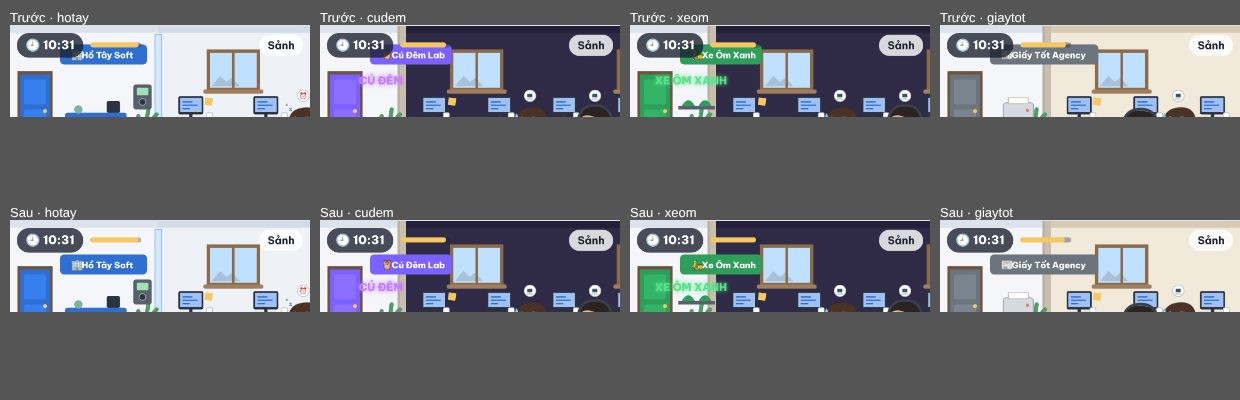 Trước · hotay
Trước · cudem
Trước · xeom
Trước · giaytot
10:31
Sảnh
10:31
Sảnh
10:31
Sảnh
10:31
Sảnh
Hồ Tây Soft
Cú Đêm Lab
Xe Ôm Xanh
Giấy Tốt Agency
CÚ ĐÊM
XE ÔM XANH
Sau · hotay
Sau · cudem
Sau · xeom
Sau · giaytot
10:31
Sảnh
10:31
Sảnh
10:31
Sảnh
10:31
Sảnh
Hồ Tây Soft
Cú Đêm Lab
Xe Ôm Xanh
Giấy Tốt Agency
CÚ ĐÊM
XE ÔM XANH